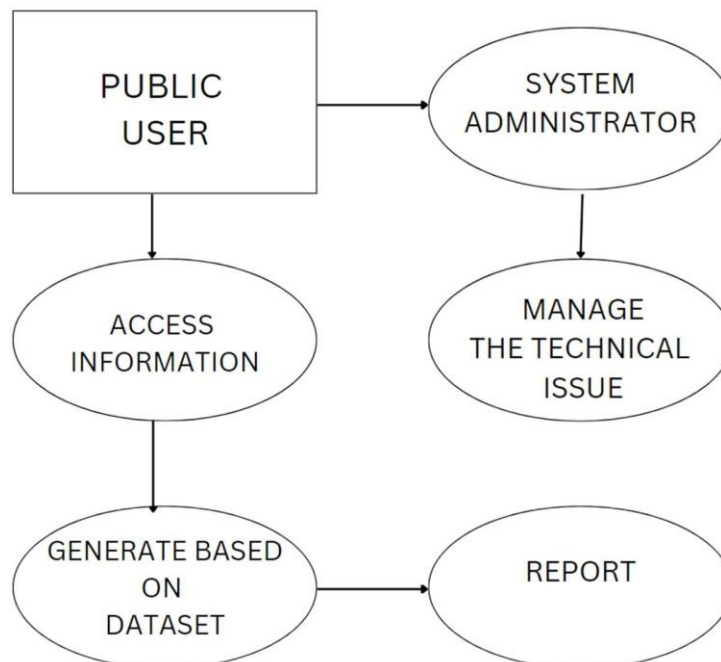 PUBLIC
USER
SYSTEM
ADMINISTRATOR
ACCESS
INFORMATION
MANAGE
THE TECHNICAL
ISSUE
GENERATE BASED
ON
DATASET
REPORT